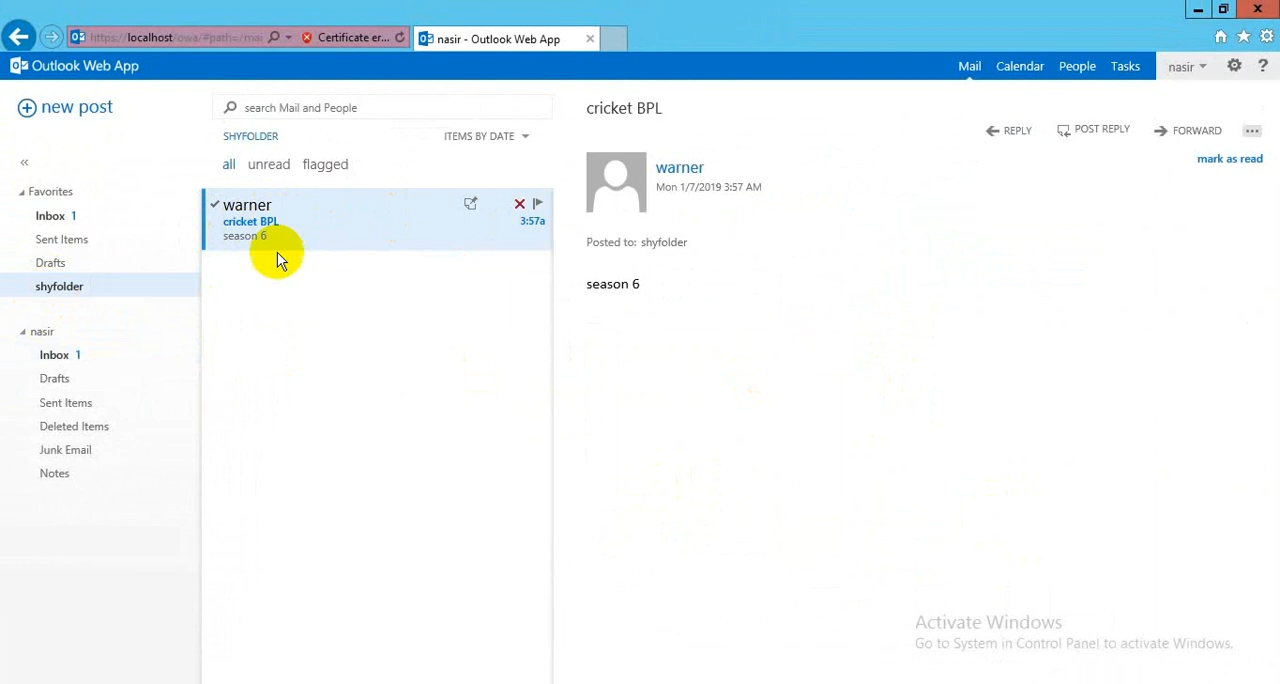 https://localhost/owa/#path=/mai
Certificate er...
nasir - Outlook Web App
Outlook Web App
Mail
Calendar
People
Tasks
nasir
?
new post
search Mail and People
SHYFOLDER
ITEMS BY DATE
all
unread
flagged
«
Favorites
Inbox 1
Sent Items
Drafts
shyfolder
nasir
Inbox 1
Drafts
Sent Items
Deleted Items
Junk Email
Notes
warner
cricket BPL
3:57a
season 6
cricket BPL
REPLY
POST REPLY
FORWARD
...
mark as read
warner
Mon 1/7/2019 3:57 AM
Posted to: shyfolder
season 6
Activate Windows
Go to System in Control Panel to activate Windows.